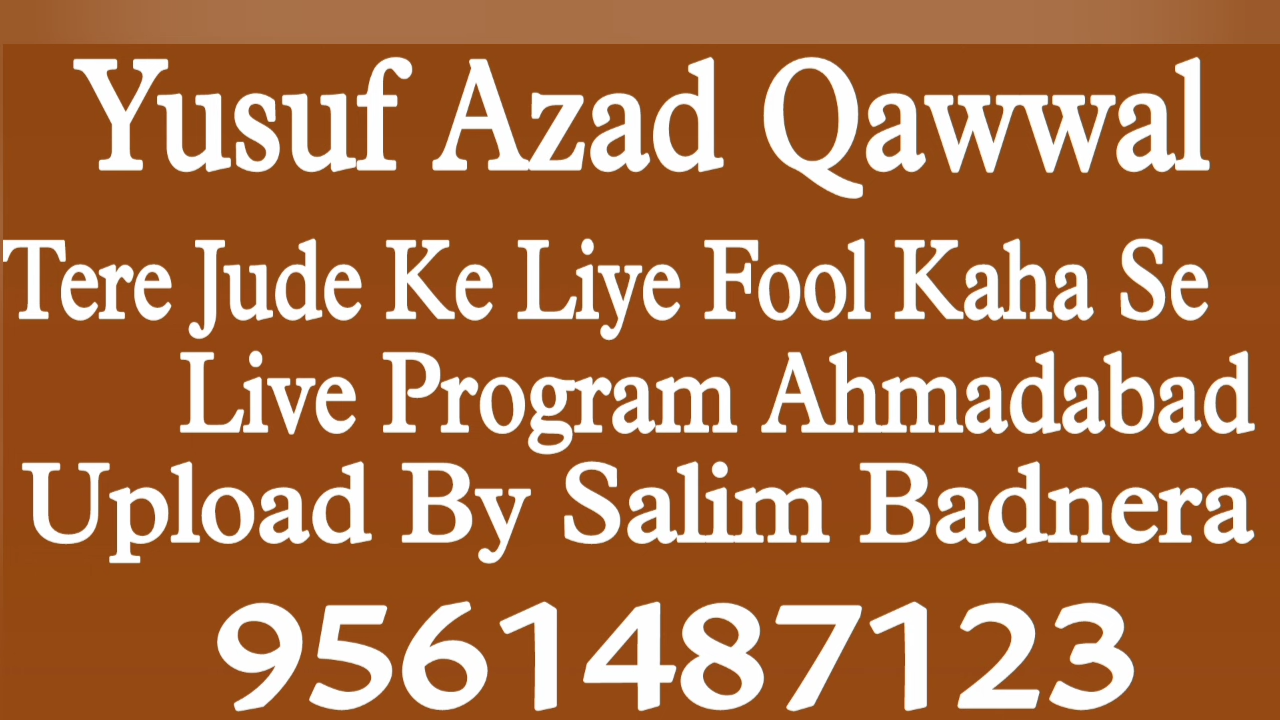 Yusuf Azad Qawwal
Tere Jude Ke Liye Fool Kaha Se
Live Program Ahmadabad
Upload By Salim Badnera
9561487123